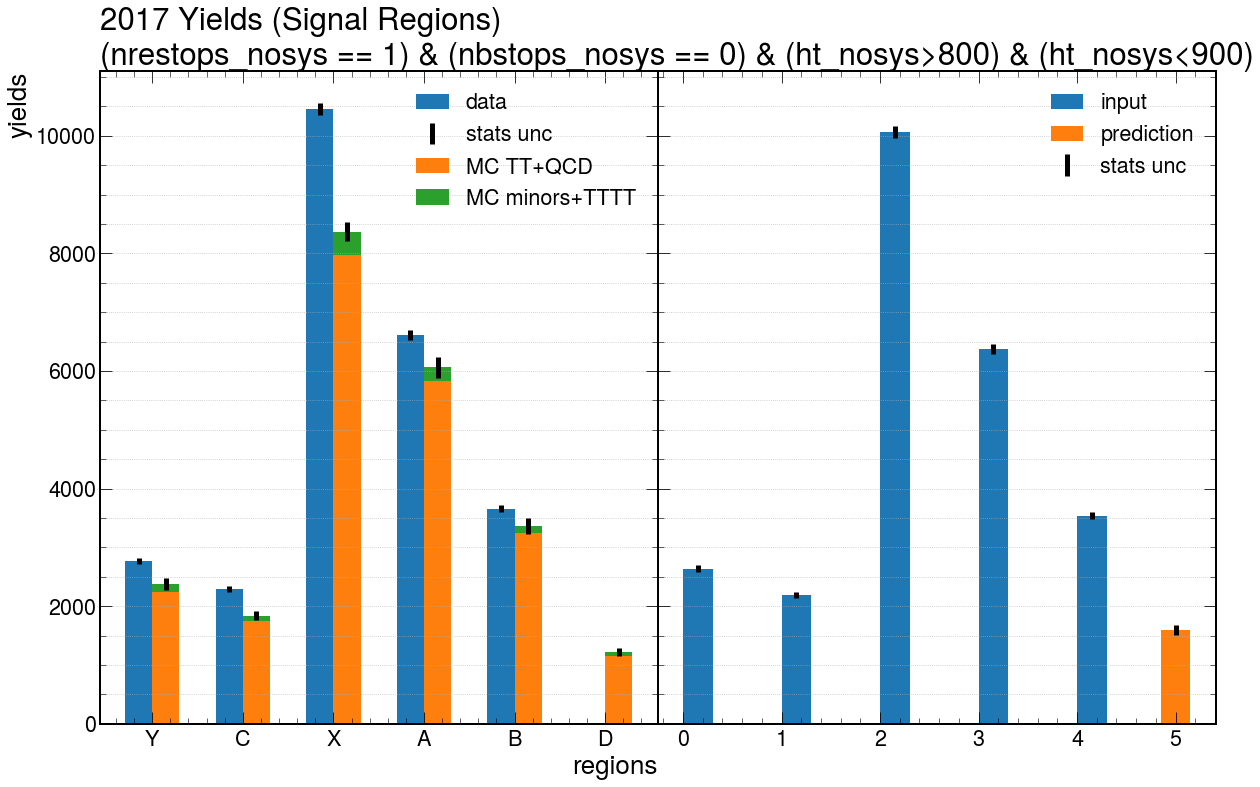 2017 Yields (Signal Regions)
(nrestops_nosys == 1) & (nbstops_nosys == 0) & (ht_nosys>800) & (ht_nosys<900)
yields
10000
8000
6000
4000
2000
0
data
stats unc
MC TT+QCD
MC minors+TTTT
input
prediction
stats unc
Y C X A B D
0 1 2 3 4 5
regions